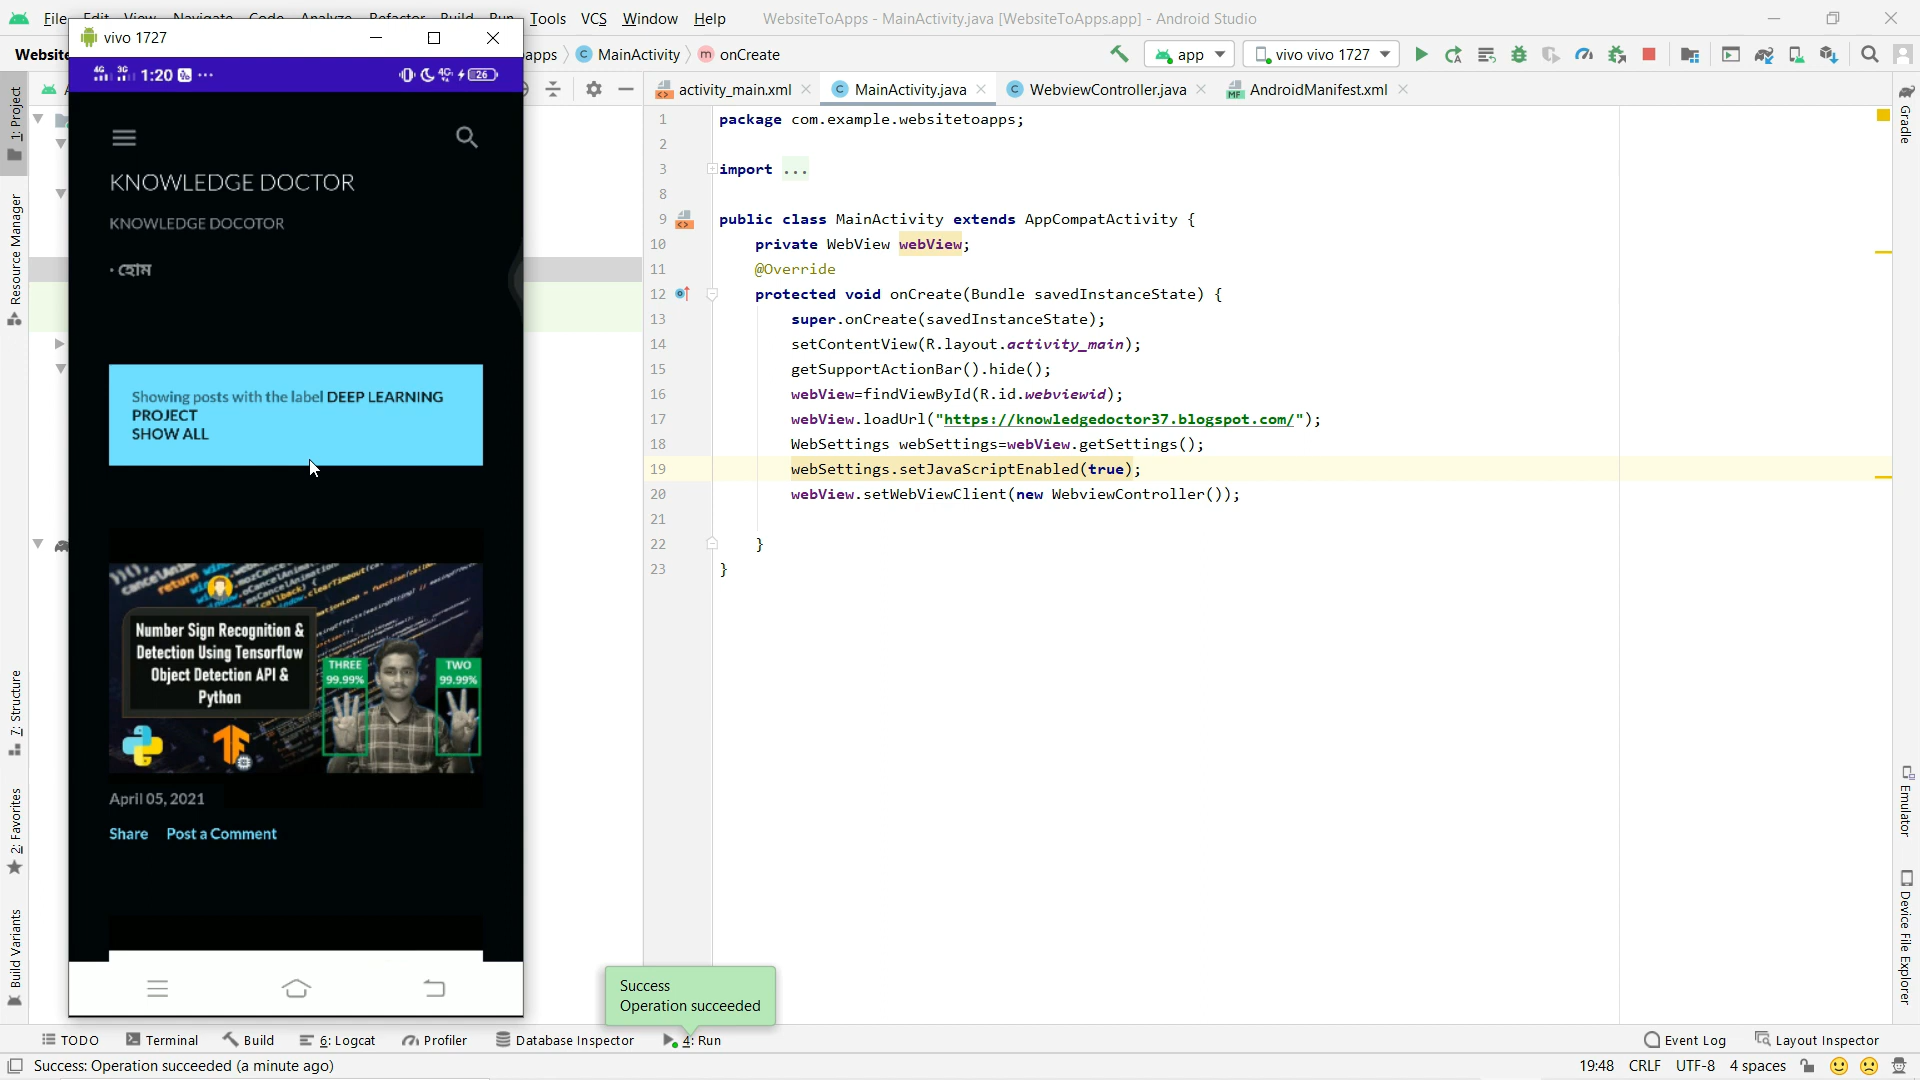 File Edit View Navigate Code Analyze Refactor Build Run Tools VCS Window Help WebsiteToApps - MainActivity.java [WebsiteToApps.app] - Android Studio
vivo 1727
Website
apps MainActivity onCreate app vivo vivo 1727
4G 3G 1:20 ... 4G 26
activity_main.xml MainActivity.java WebviewController.java AndroidManifest.xml
KNOWLEDGE DOCTOR
KNOWLEDGE DOCOTOR
· হোম
Showing posts with the label DEEP LEARNING
PROJECT
SHOW ALL
Number Sign Recognition &
Detection Using Tensorflow
Object Detection API &
Python
THREE
99.99%
TWO
99.99%
April 05, 2021
Share Post a Comment
1 package com.example.websitetoapps;
2
3 import ...
8
9 public class MainActivity extends AppCompatActivity {
10 private WebView webView;
11 @Override
12 protected void onCreate(Bundle savedInstanceState) {
13 super.onCreate(savedInstanceState);
14 setContentView(R.layout.activity_main);
15 getSupportActionBar().hide();
16 webView=findViewById(R.id.webviewid);
17 webView.loadUrl("https://knowledgedoctor37.blogspot.com/");
18 WebSettings webSettings=webView.getSettings();
19 webSettings.setJavaScriptEnabled(true);
20 webView.setWebViewClient(new WebviewController());
21
22 }
23 }
1: Project
Resource Manager
7: Structure
2: Favorites
Build Variants
Gradle
Emulator
Device File Explorer
Success
Operation succeeded
TODO Terminal Build 6: Logcat Profiler Database Inspector 4: Run Event Log Layout Inspector
Success: Operation succeeded (a minute ago) 19:48 CRLF UTF-8 4 spaces